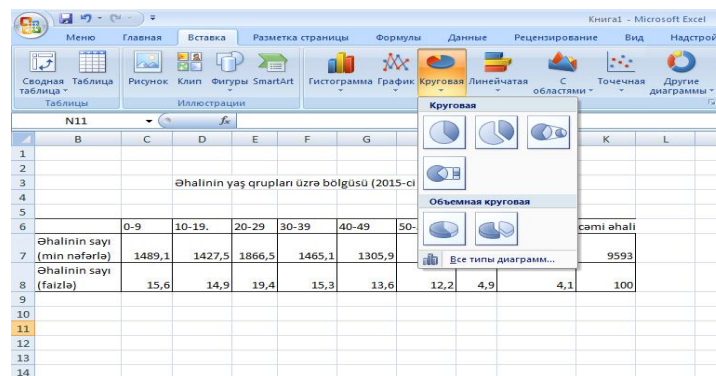 Книга1 - Microsoft Excel
Меню Главная Вставка Разметка страницы Формулы Данные Рецензирование Вид Надстрой
Сводная таблица Таблица Рисунок Клип Фигуры SmartArt Гистограмма График Круговая Линейчатая С областями Точечная Другие диаграммы
Таблицы Иллюстрации
N11 fx
Круговая
Объемная круговая
Все типы диаграмм...
B C D E F G K L
1
2
3 Əhalinin yaş qrupları üzrə bölgüsü (2015-ci
4
5
6 0-9 10-19. 20-29 30-39 40-49 50- cəmi əhali
7 Əhalinin sayı (min nəfərlə) 1489,1 1427,5 1866,5 1465,1 1305,9 9593
8 Əhalinin sayı (faizlə) 15,6 14,9 19,4 15,3 13,6 12,2 4,9 4,1 100
9
10
11
12
13
14